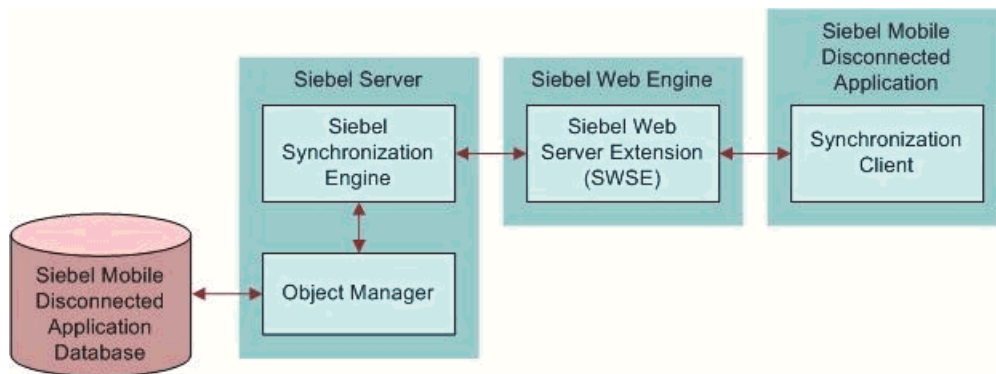 Siebel Server
Siebel
Synchronization
Engine
Object Manager
Siebel Mobile
Disconnected
Application
Database
Siebel Web Engine
Siebel Web
Server Extension
(SWSE)
Siebel Mobile
Disconnected
Application
Synchronization
Client